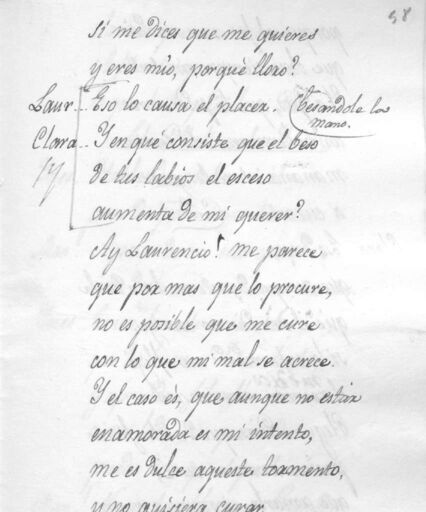 58
si me dices que me quieres
y eres mio, porquè lloro?
Laur... Eso lo causa el placer. (Besandole la mano.
Clara... Y en qué consiste que el beso
de tus labios el esceso
aumenta de mi querer?
Ay Laurencio! me parece
que por mas que lo procure,
no es posible que me cure
con lo que mi mal se acrece.
Y el caso és, que aunque no estar
enamorada es mi intento,
me es dulce aqueste tormento,
y no quisiera curar.